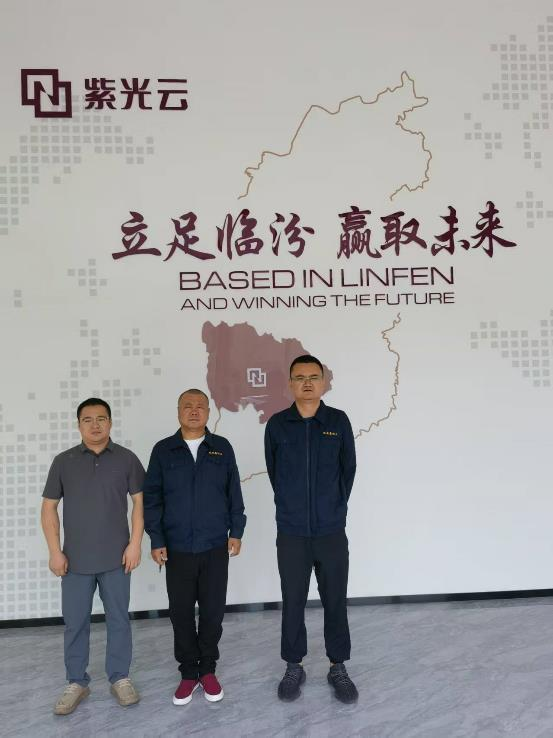 紫光云
立足临汾 赢取未来
BASED IN LINFEN
AND WINNING THE FUTURE